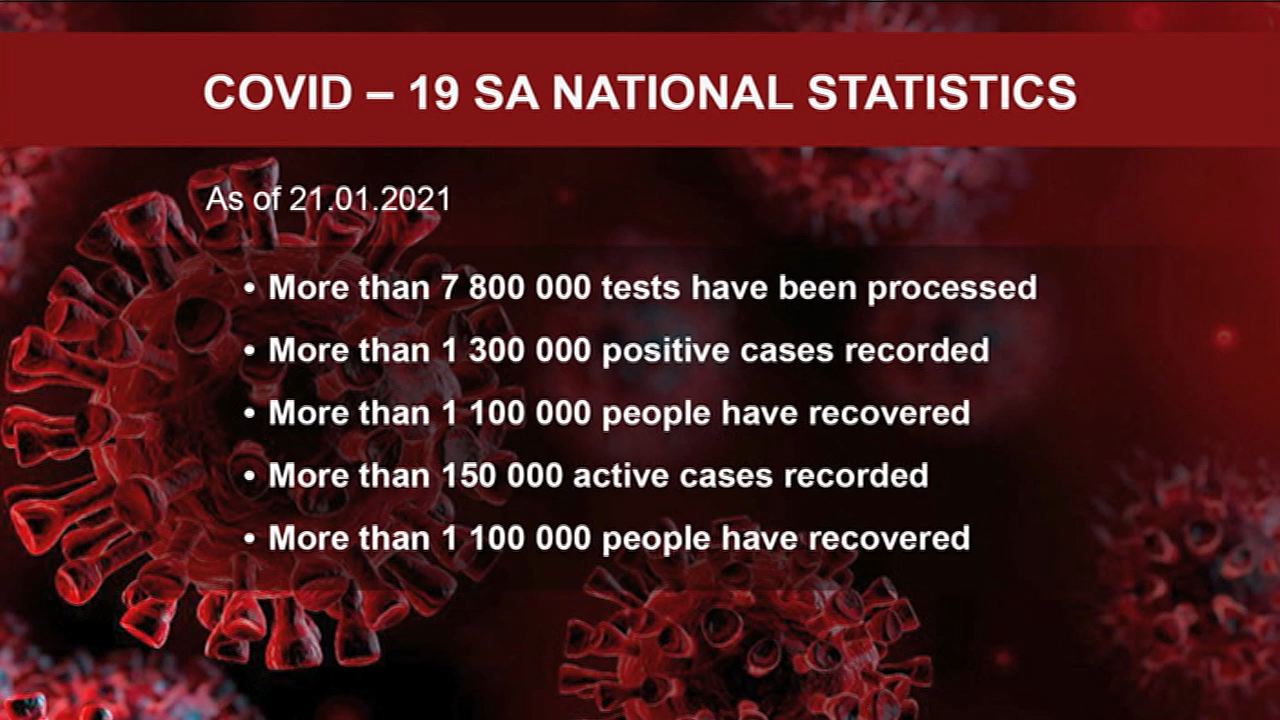 COVID – 19 SA NATIONAL STATISTICS
As of 21.01.2021
• More than 7 800 000 tests have been processed
• More than 1 300 000 positive cases recorded
• More than 1 100 000 people have recovered
• More than 150 000 active cases recorded
• More than 1 100 000 people have recovered